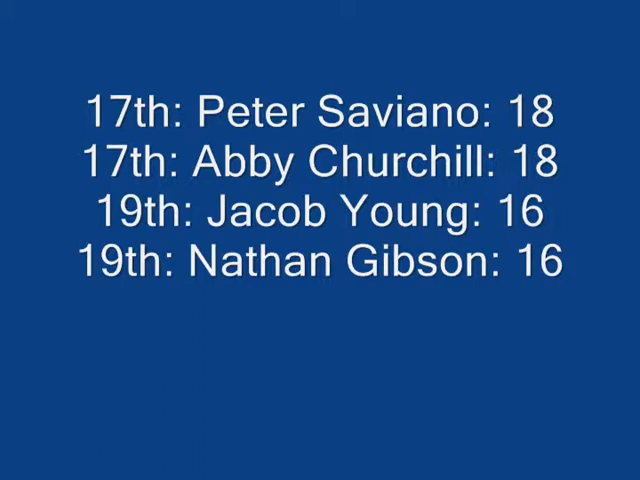 17th: Peter Saviano: 18
17th: Abby Churchill: 18
19th: Jacob Young: 16
19th: Nathan Gibson: 16